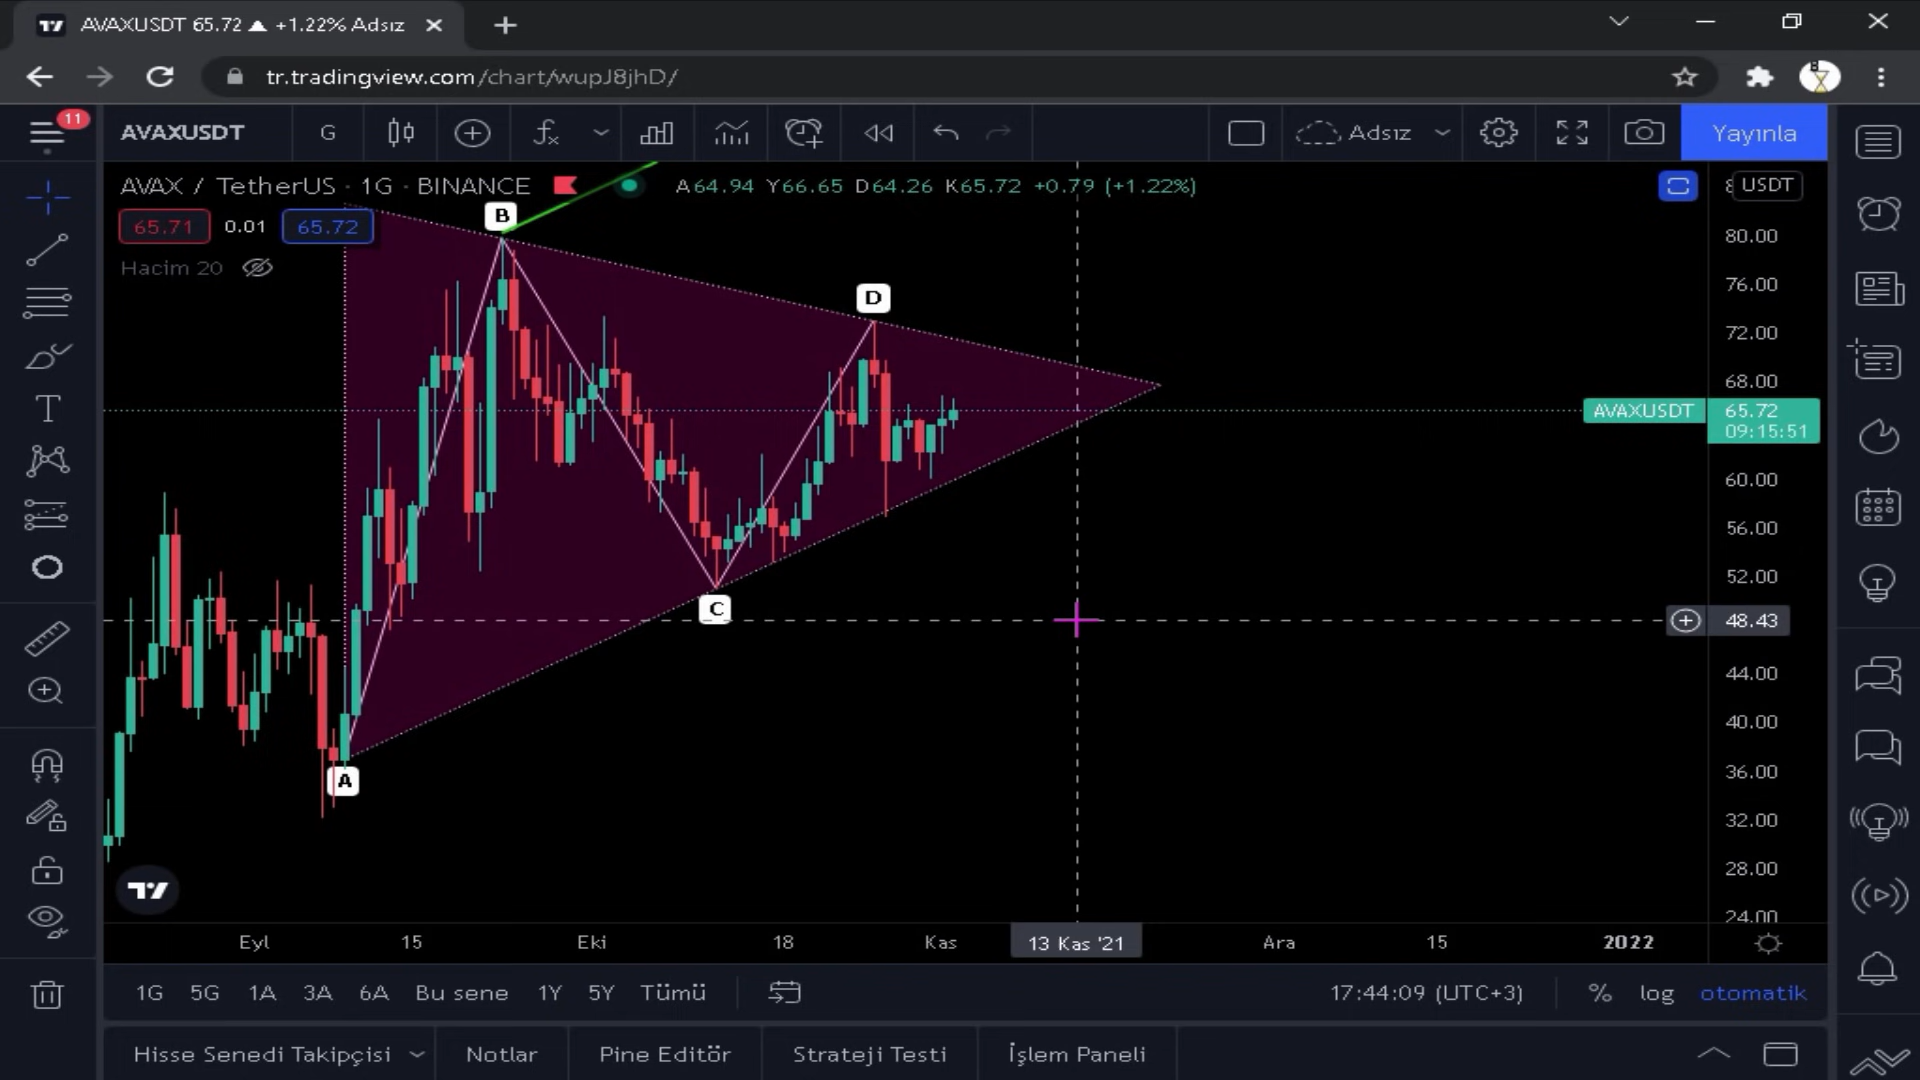 AVAXUSDT 65.72 ▲ +1.22% Adsız
tr.tradingview.com/chart/wupJ8jhD/
11
AVAXUSDT
G
Adsız
Yayınla
AVAX / TetherUS · 1G · BINANCE
A64.94 Y66.65 D64.26 K65.72 +0.79 (+1.22%)
USDT
65.71
0.01
65.72
Hacim 20
B
D
C
A
80.00
76.00
72.00
68.00
AVAXUSDT
65.72
09:15:51
60.00
56.00
52.00
48.43
44.00
40.00
36.00
32.00
28.00
24.00
Eyl
15
Eki
18
Kas
13 Kas '21
Ara
15
2022
1G
5G
1A
3A
6A
Bu sene
1Y
5Y
Tümü
17:44:09 (UTC+3)
%
log
otomatik
Hisse Senedi Takipçisi
Notlar
Pine Editör
Strateji Testi
İşlem Paneli